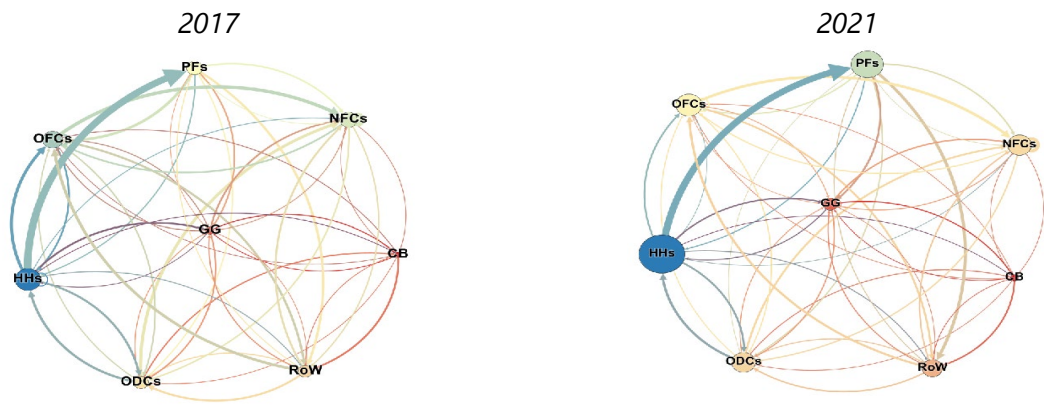 2017
PFs
OFCs
NFCs
GG
CB
HHs
RoW
ODCs
2021
PFs
OFCs
NFCs
GG
HHs
CB
ODCs
RoW